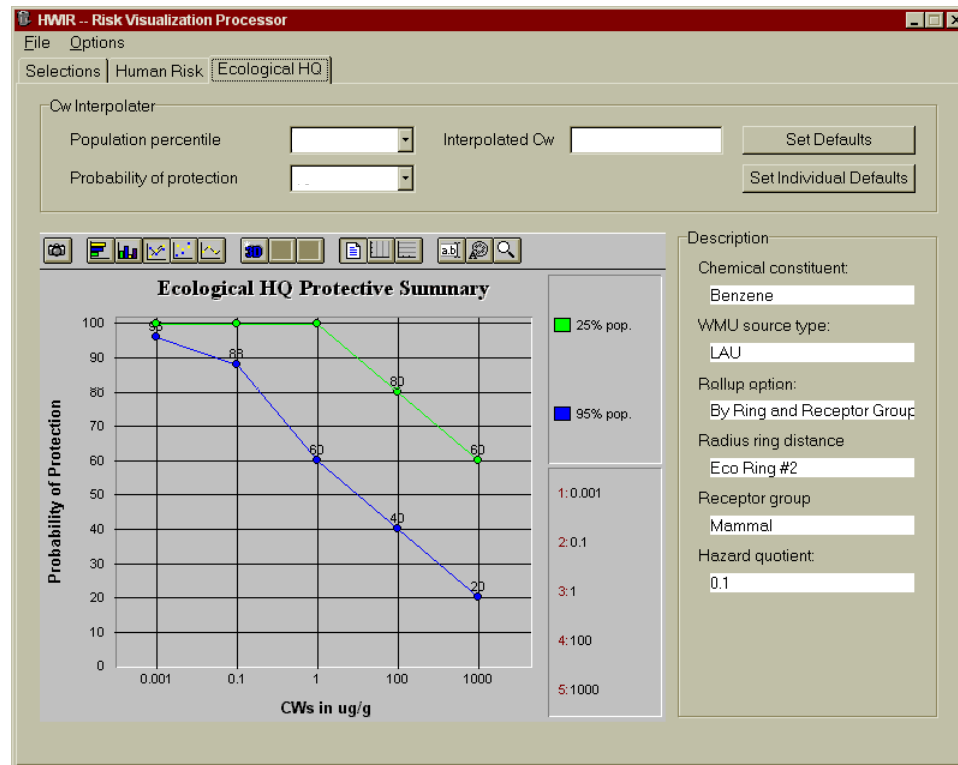 HWIR -- Risk Visualization Processor
File Options
Selections Human Risk Ecological HQ
Cw Interpolater
Population percentile
Interpolated Cw
Set Defaults
Probability of protection
Set Individual Defaults
3D
a.b
Ecological HQ Protective Summary
Probability of Protection
100
90
80
70
60
50
40
30
20
10
0
96
88
60
40
20
80
60
0.001 0.1 1 100 1000
CWs in ug/g
25% pop.
95% pop.
1:0.001
2:0.1
3:1
4:100
5:1000
Description
Chemical constituent:
Benzene
WMU source type:
LAU
Rollup option:
By Ring and Receptor Group
Radius ring distance
Eco Ring #2
Receptor group
Mammal
Hazard quotient:
0.1